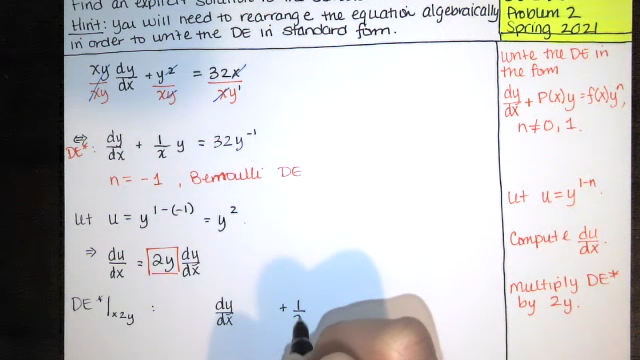 Find an explicit solution to the DE
Hint: you will need to rearrange the equation algebraically
in order to write the DE in standard form.
Problem 2
Spring 2021
xy dy/dx + y² = 32x
xy xy xy
⇔ DE*: dy/dx + 1/x y = 32y⁻¹
n = -1, Bernoulli DE
Let u = y^(1-(-1)) = y².
⇒ du/dx = 2y dy/dx
DE*|×2y : dy/dx + 1
write the DE in
the form
dy/dx + P(x)y = f(x)yⁿ,
n ≠ 0, 1.
Let u = y^(1-n)
Compute du/dx.
multiply DE*
by 2y.